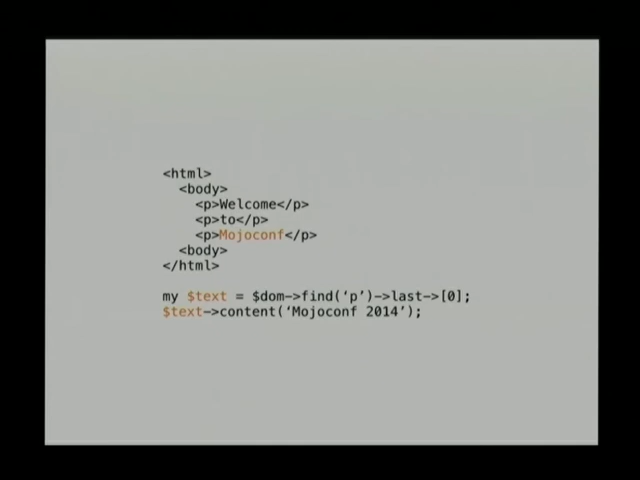 <html>
<body>
<p>Welcome</p>
<p>to</p>
<p>Mojoconf</p>
<body>
</html>
my $text = $dom->find(‘p’)->last->[0];
$text->content(‘Mojoconf 2014’);